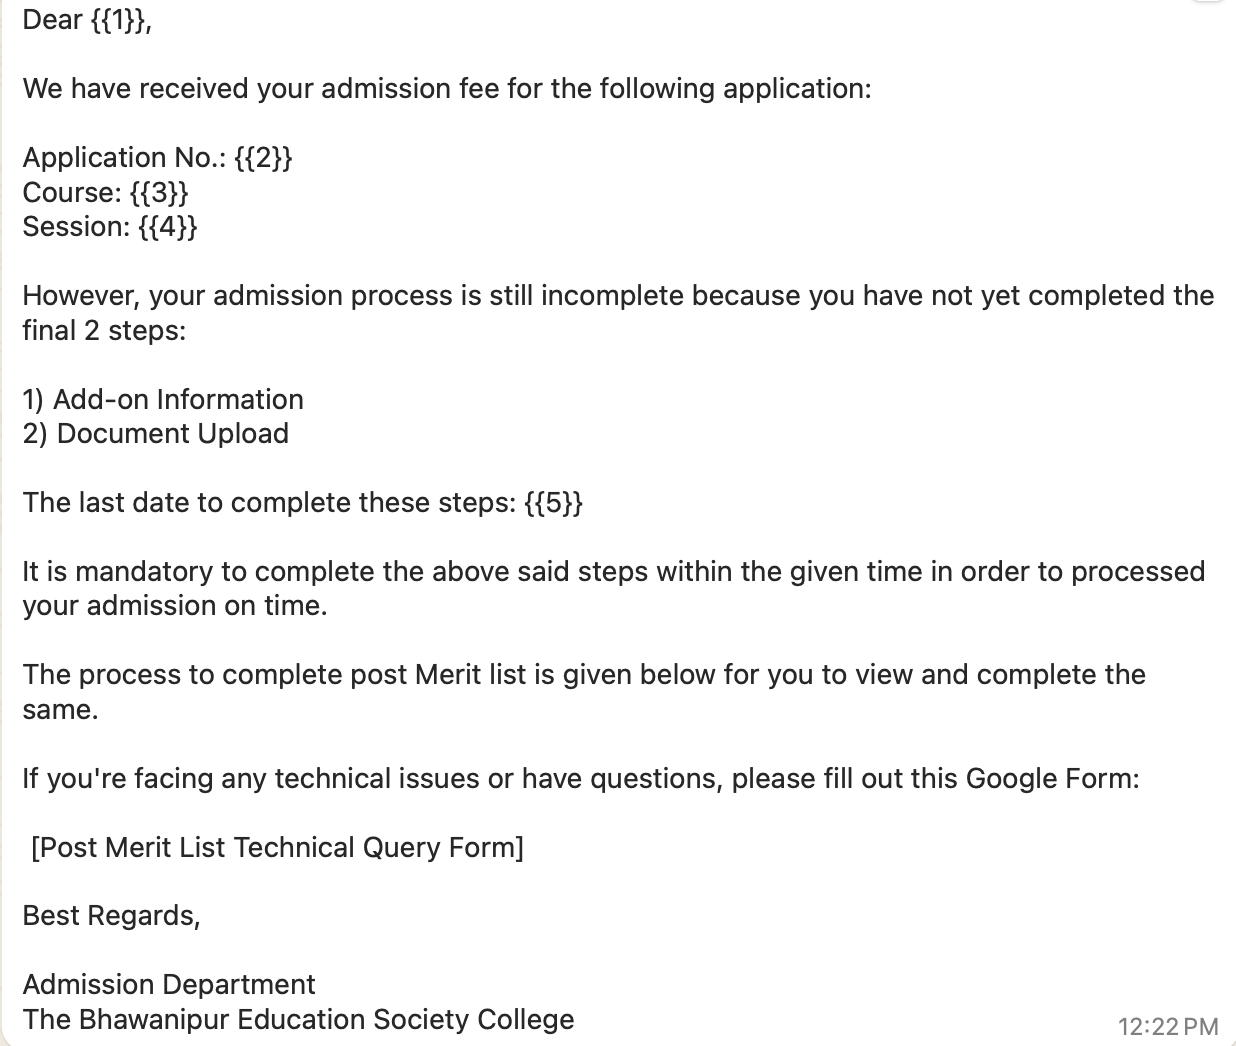 Dear {{1}},
We have received your admission fee for the following application:
Application No.: {{2}}
Course: {{3}}
Session: {{4}}
However, your admission process is still incomplete because you have not yet completed the
final 2 steps:
1) Add-on Information
2) Document Upload
The last date to complete these steps: {{5}}
It is mandatory to complete the above said steps within the given time in order to processed
your admission on time.
The process to complete post Merit list is given below for you to view and complete the
same.
If you're facing any technical issues or have questions, please fill out this Google Form:
[Post Merit List Technical Query Form]
Best Regards,
Admission Department
The Bhawanipur Education Society College
12:22 PM